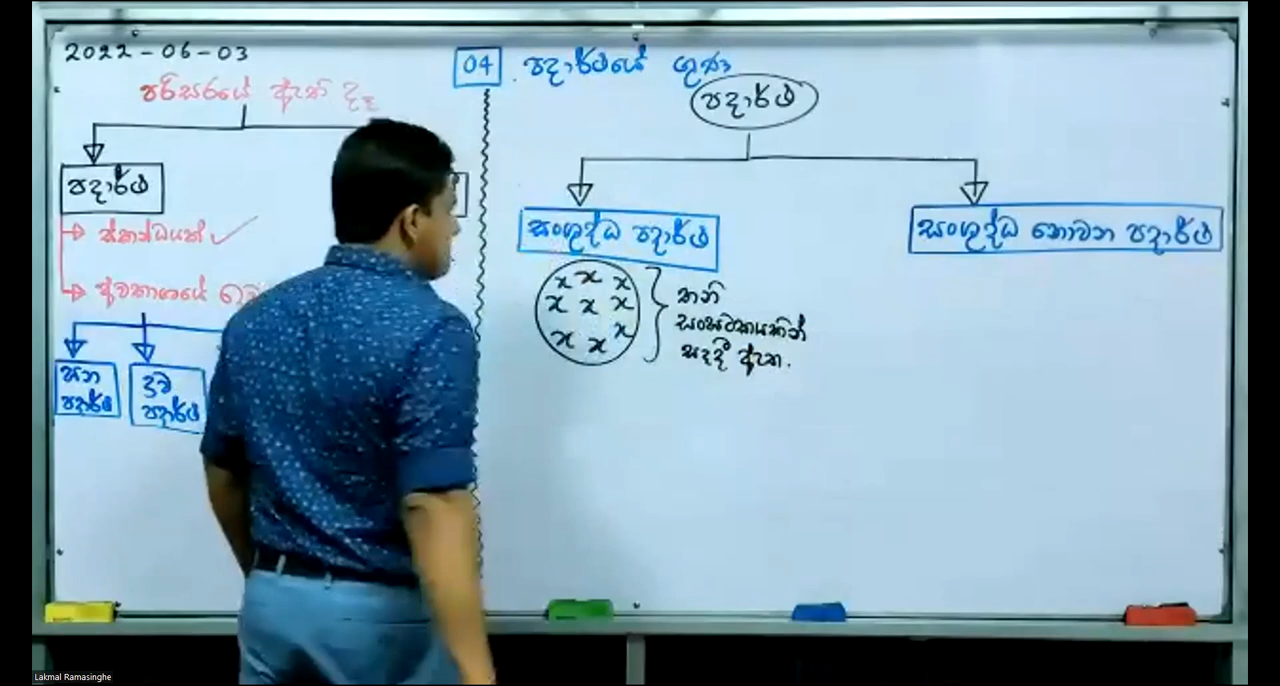 2022-06-03
පරිසරයේ ඇති දෑ
පදාර්ථ
ස්කන්ධයක්
අවකාශයේ
ඝන
පදාර්ථ
ද්‍රව
පදාර්ථ
04 පදාර්ථයේ ගුණ
පදාර්ථ
සංශුද්ධ පදාර්ථ
සංශුද්ධ නොවන පදාර්ථ
x x x
x x x
x x x
තනි
සංඝටකයකින්
සෑදී ඇත.
Lakmal Ramasinghe